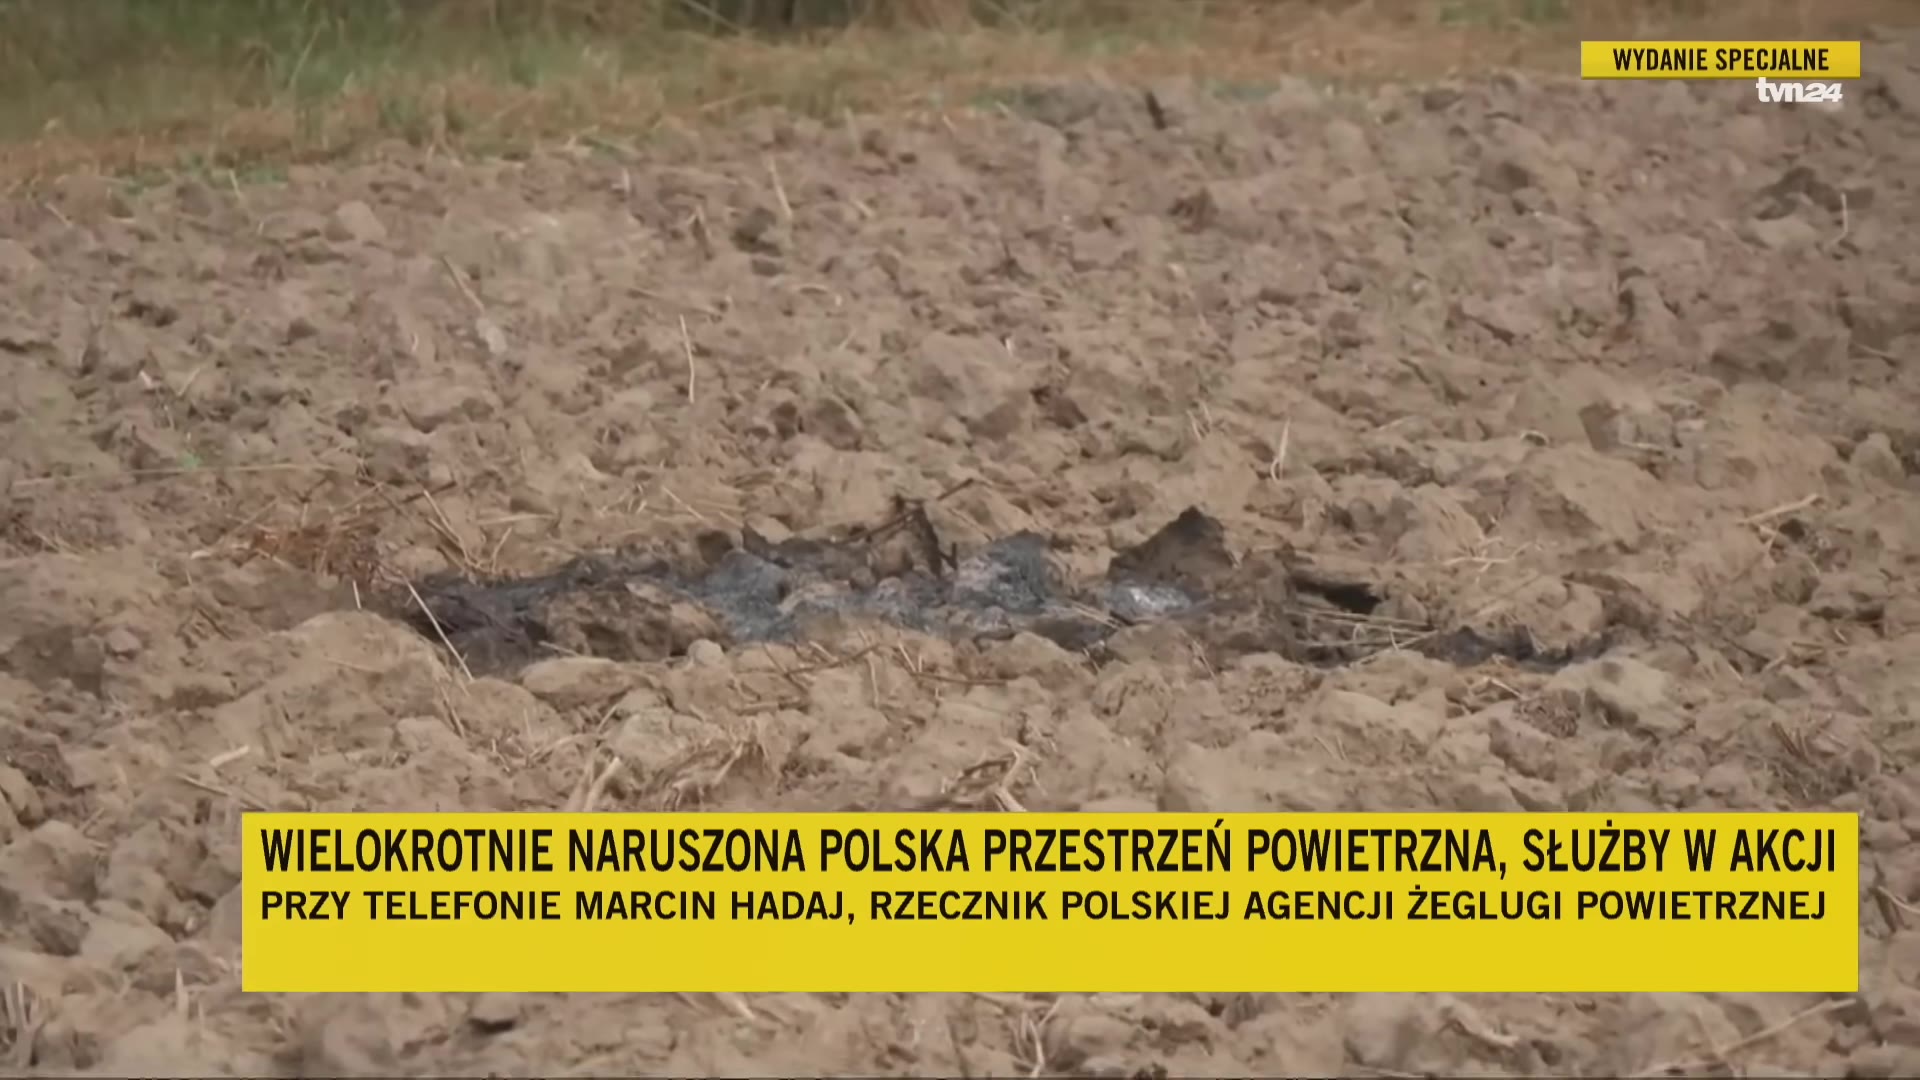 WYDANIE SPECJALNE
tvn24
WIELOKROTNIE NARUSZONA POLSKA PRZESTRZEŃ POWIETRZNA, SŁUŻBY W AKCJI
PRZY TELEFONIE MARCIN HADAJ, RZECZNIK POLSKIEJ AGENCJI ŻEGLUGI POWIETRZNEJ